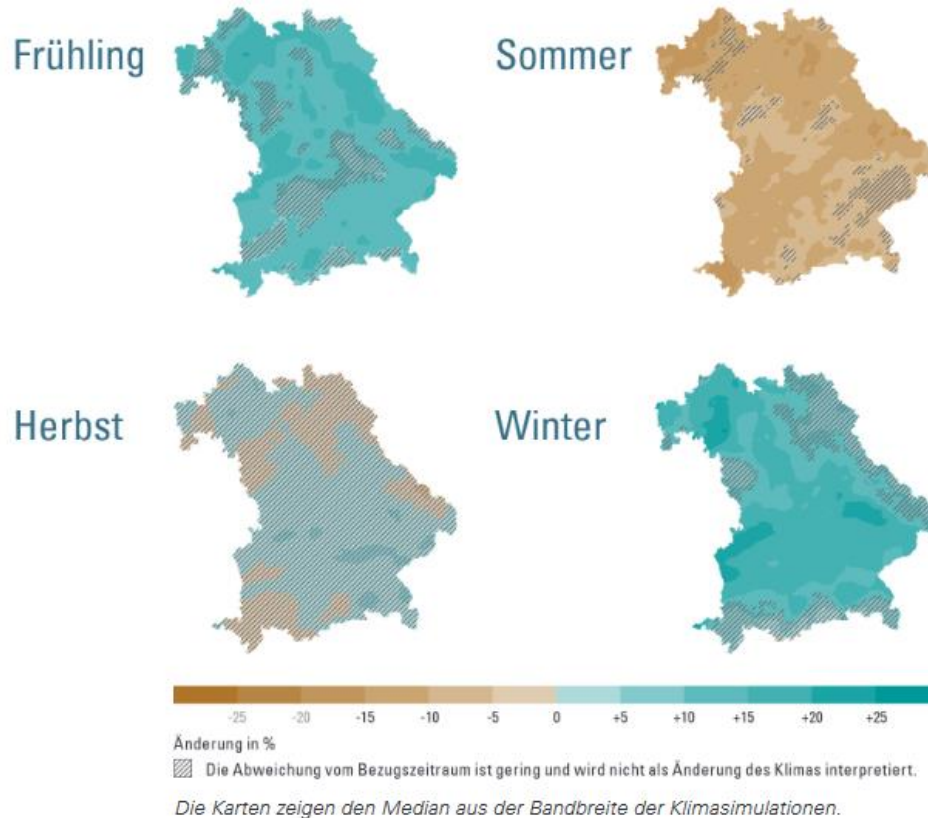 Frühling
Sommer
Herbst
Winter
-25 -20 -15 -10 -5 0 +5 +10 +15 +20 +25
Änderung in %
Die Abweichung vom Bezugszeitraum ist gering und wird nicht als Änderung des Klimas interpretiert.
Die Karten zeigen den Median aus der Bandbreite der Klimasimulationen.